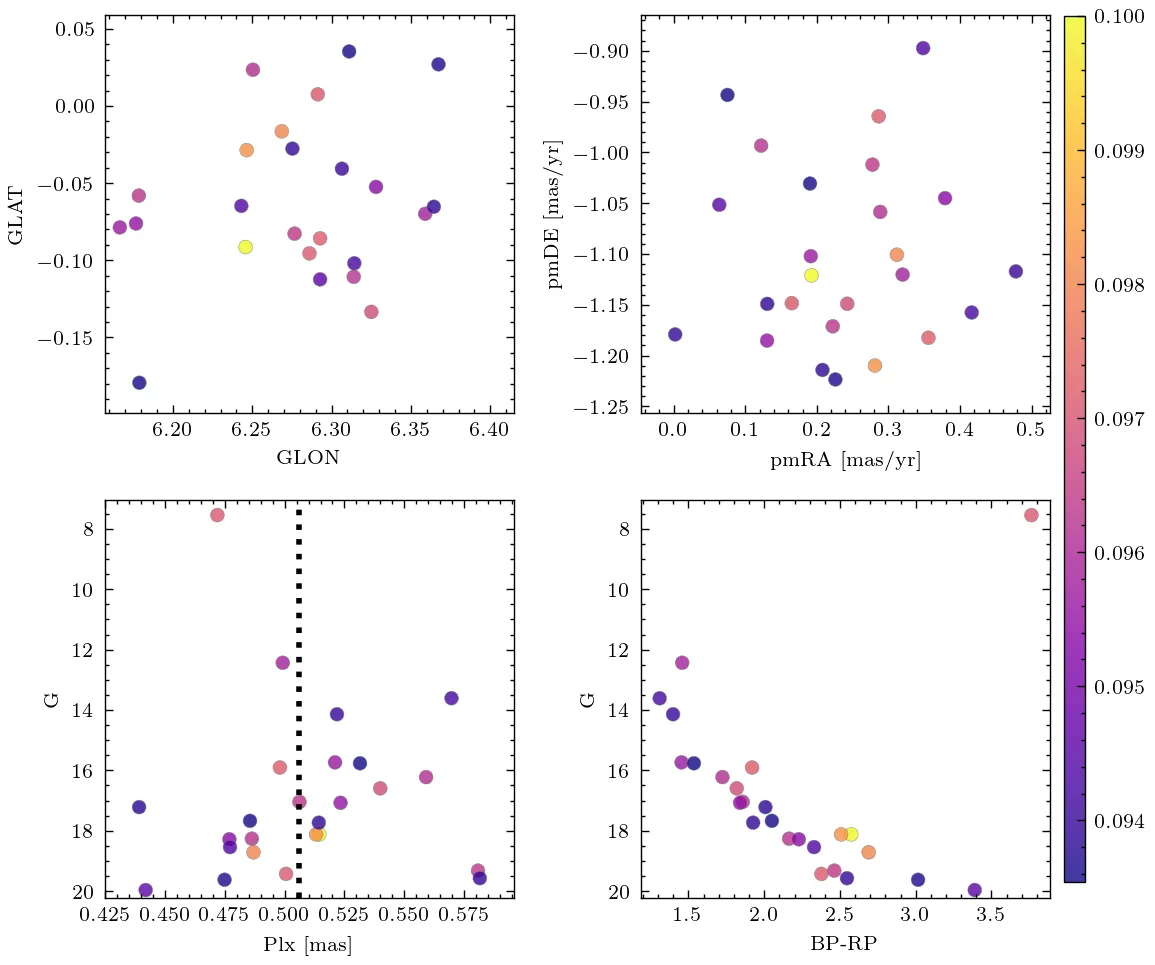 0.05
0.00
−0.05
−0.10
−0.15
GLAT
6.20 6.25 6.30 6.35 6.40
GLON
−0.90
−0.95
−1.00
−1.05
−1.10
−1.15
−1.20
−1.25
pmDE [mas/yr]
0.0 0.1 0.2 0.3 0.4 0.5
pmRA [mas/yr]
8
10
12
14
16
18
20
G
0.425 0.450 0.475 0.500 0.525 0.550 0.575
Plx [mas]
8
10
12
14
16
18
20
G
1.5 2.0 2.5 3.0 3.5
BP-RP
0.100
0.099
0.098
0.097
0.096
0.095
0.094